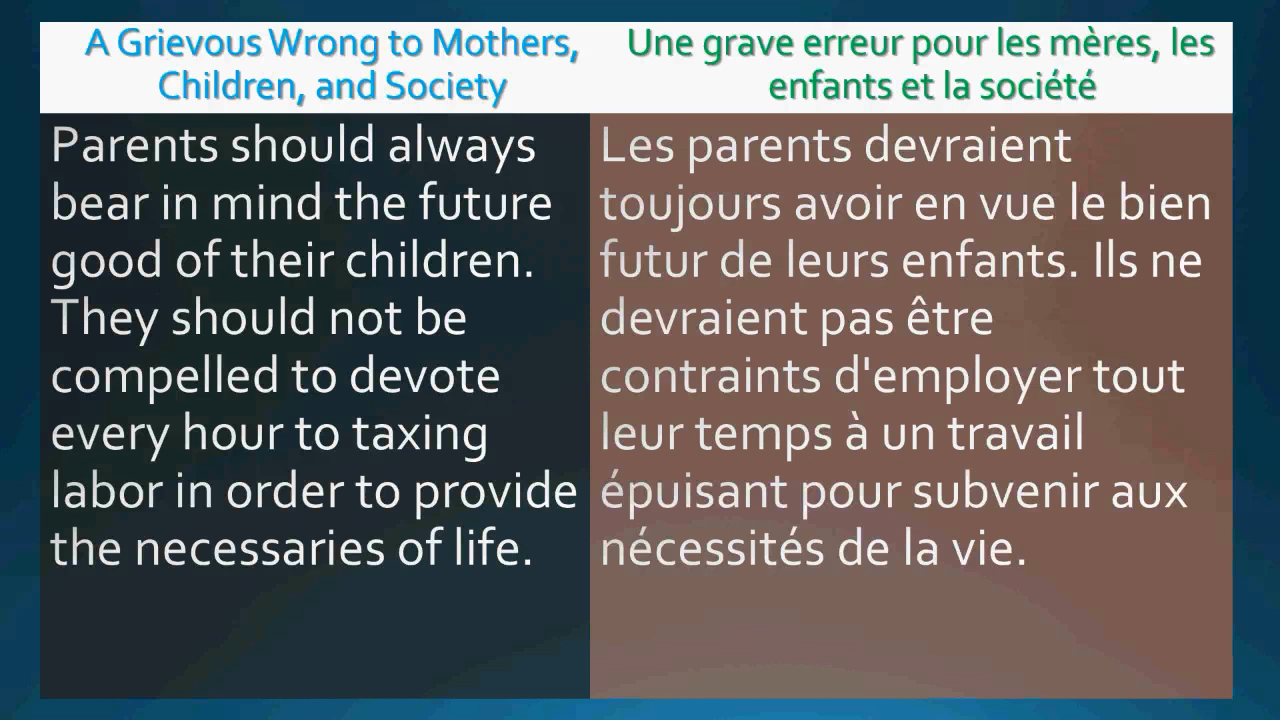 A Grievous Wrong to Mothers,
Children, and Society
Parents should always
bear in mind the future
good of their children.
They should not be
compelled to devote
every hour to taxing
labor in order to provide
the necessaries of life.
Une grave erreur pour les mères, les
enfants et la société
Les parents devraient
toujours avoir en vue le bien
futur de leurs enfants. Ils ne
devraient pas être
contraints d'employer tout
leur temps à un travail
épuisant pour subvenir aux
nécessités de la vie.